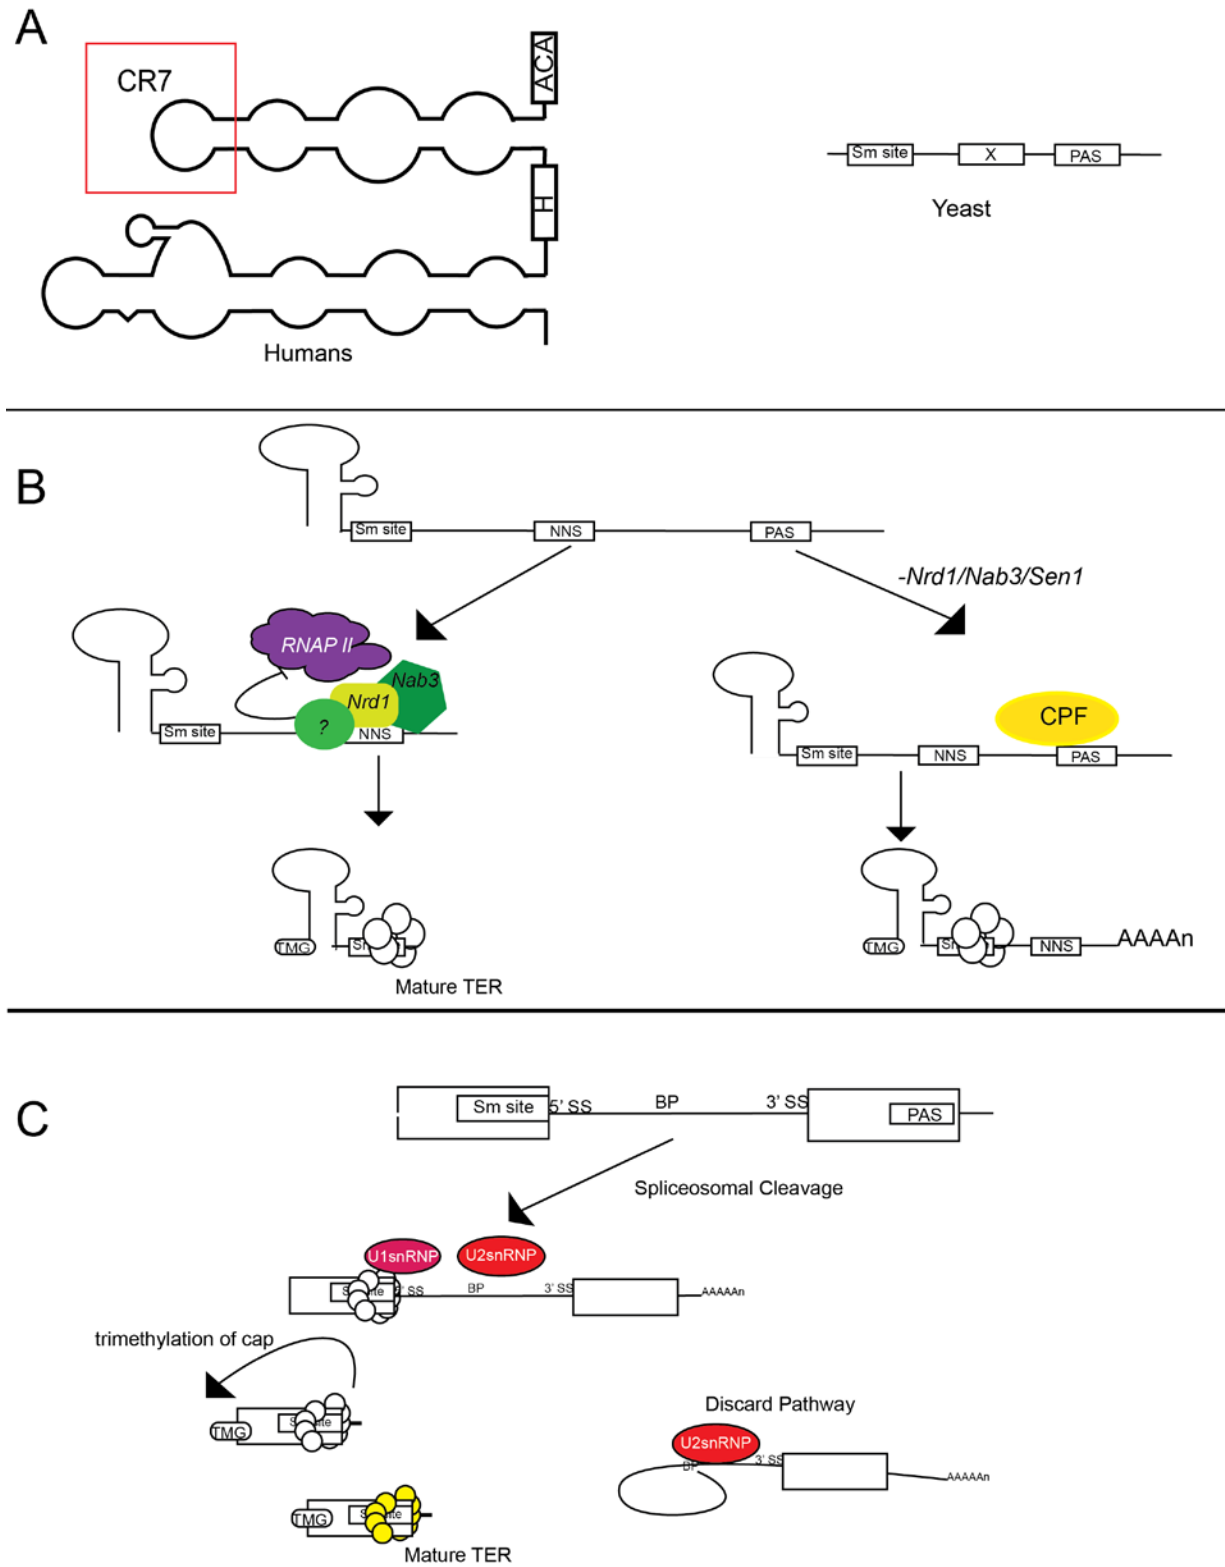 A
CR7
ACA
H
Humans
Sm site
X
PAS
Yeast
B
Sm site
NNS
PAS
-Nrd1/Nab3/Sen1
RNAP II
Nab3
Nrd1
?
Sm site
NNS
CPF
Sm site
NNS
PAS
TMG
Mature TER
TMG
NNS
AAAAn
C
Sm site
5' SS
BP
3' SS
PAS
Spliceosomal Cleavage
U1snRNP
U2snRNP
SS
BP
3' SS
AAAAAn
trimethylation of cap
TMG
Discard Pathway
U2snRNP
BP
3' SS
AAAAAn
TMG
Mature TER